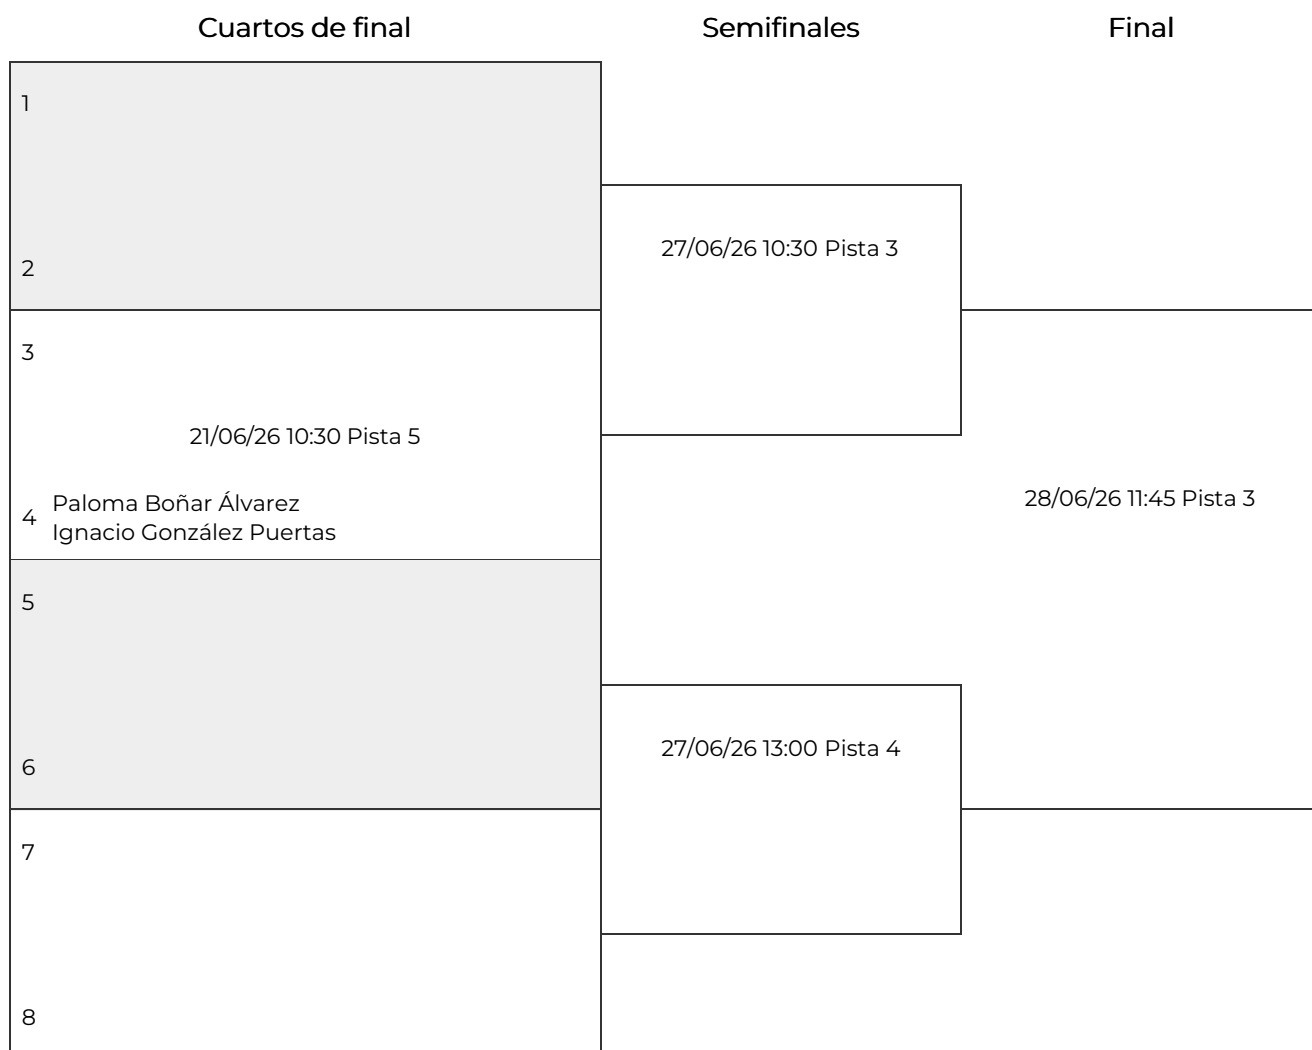 Cuartos de final
Semifinales
Final
1
2
27/06/26 10:30 Pista 3
3
21/06/26 10:30 Pista 5
4
Paloma Boñar Álvarez
Ignacio González Puertas
28/06/26 11:45 Pista 3
5
6
27/06/26 13:00 Pista 4
7
8